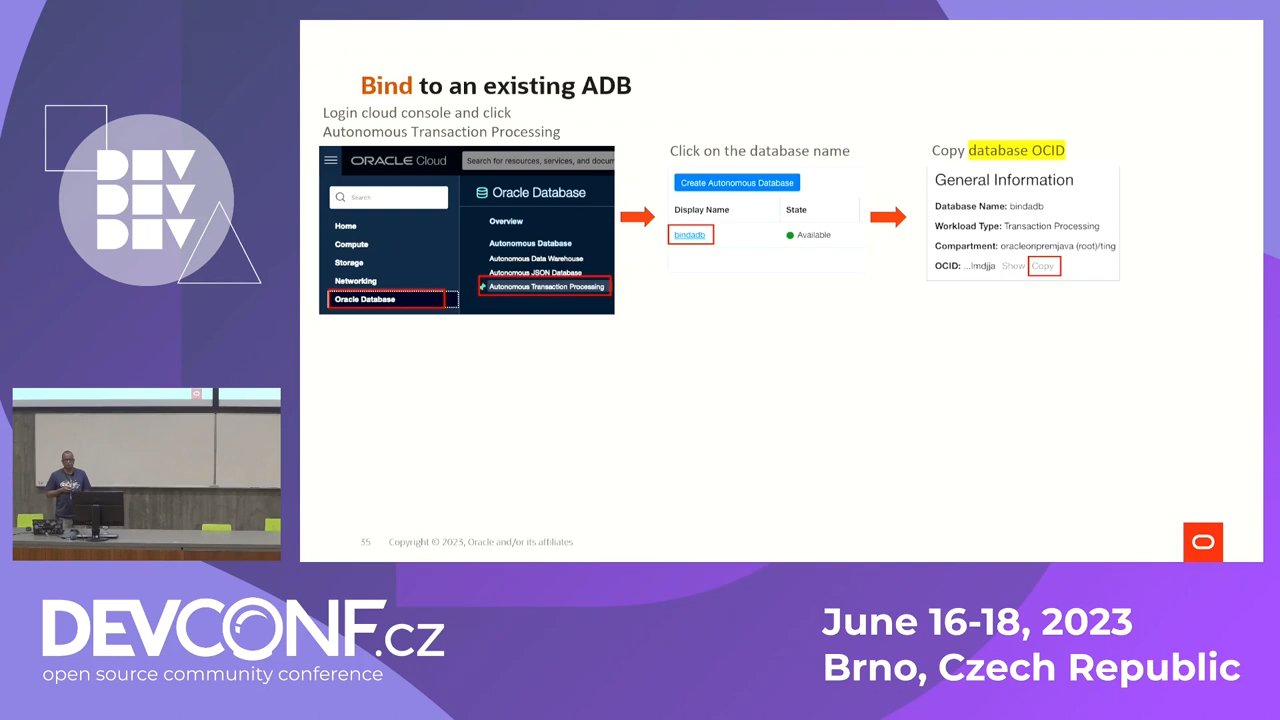 DEV
DEV
DEV
Bind to an existing ADB
Login cloud console and click
Autonomous Transaction Processing
ORACLE Cloud
Search for resources, services, and docum
Search
Home
Compute
Storage
Networking
Oracle Database
Oracle Database
Overview
Autonomous Database
Autonomous Data Warehouse
Autonomous JSON Database
Autonomous Transaction Processing
Click on the database name
Create Autonomous Database
Display Name State
bindadb Available
Copy database OCID
General Information
Database Name: bindadb
Workload Type: Transaction Processing
Compartment: oracleonpremjava (root)/ting
OCID: ...lmdjja Show Copy
35 Copyright © 2023, Oracle and/or its affiliates
DEVCONF.cz
open source community conference
June 16-18, 2023
Brno, Czech Republic